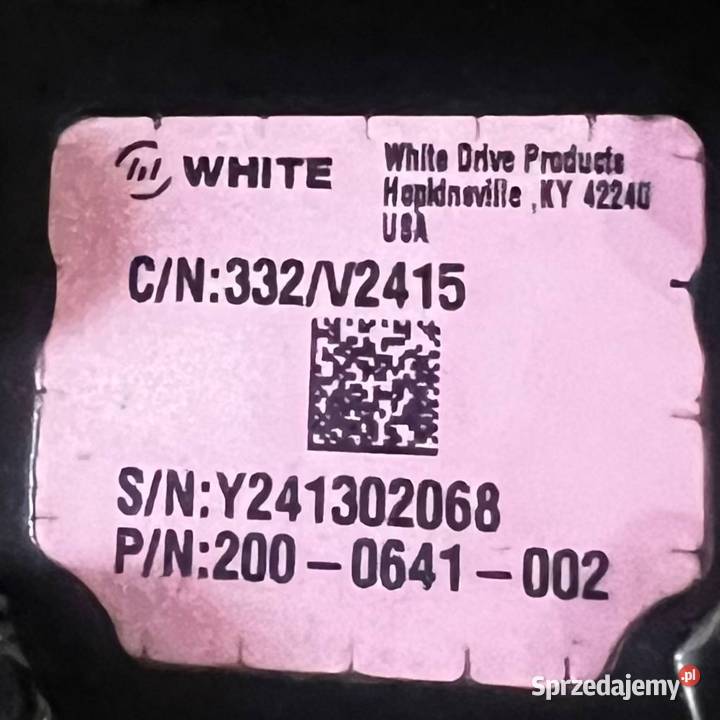 WHITE
White Drive Products
Hopkinsville ,KY 42240
USA
C/N:332/V2415
S/N:Y241302068
P/N:200-0641-002
Sprzedajemy.pl